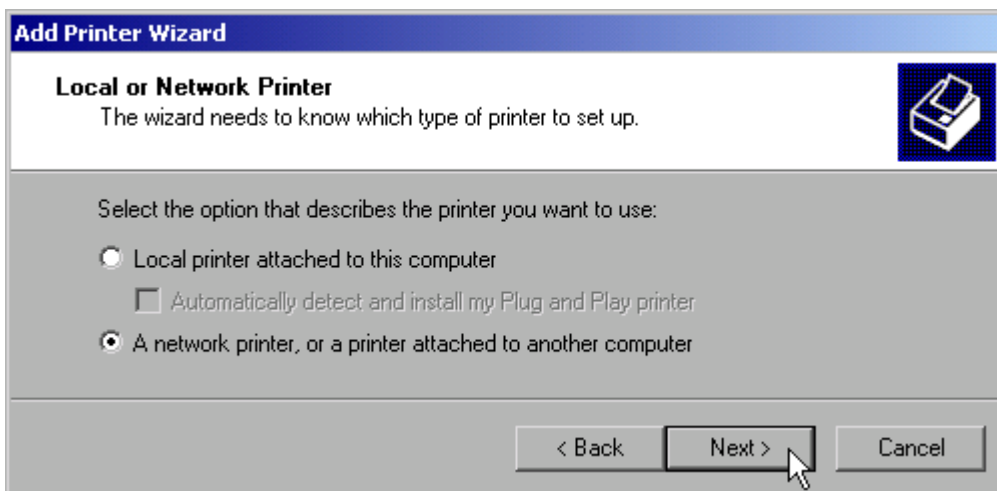 Add Printer Wizard
Local or Network Printer
The wizard needs to know which type of printer to set up.
Select the option that describes the printer you want to use:
Local printer attached to this computer
Automatically detect and install my Plug and Play printer
A network printer, or a printer attached to another computer
< Back Next > Cancel